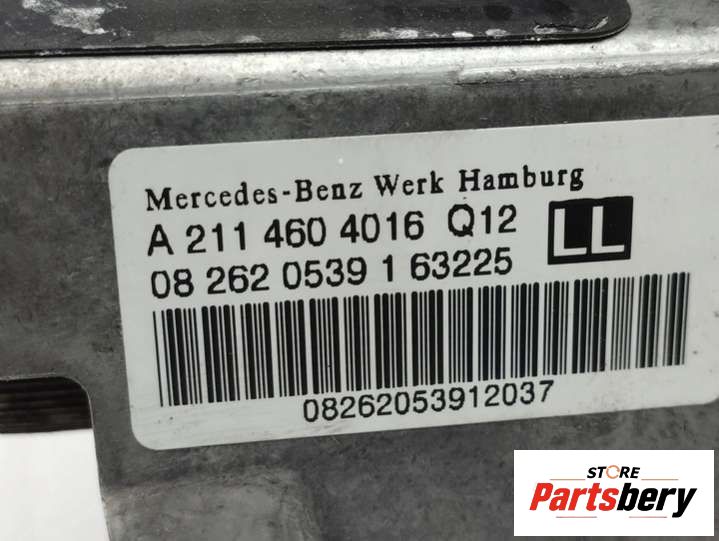 Mercedes-Benz Werk Hamburg
A 211 460 4016 Q12 LL
08 262 0539 1 63225
08262053912037
STORE
Partsbery